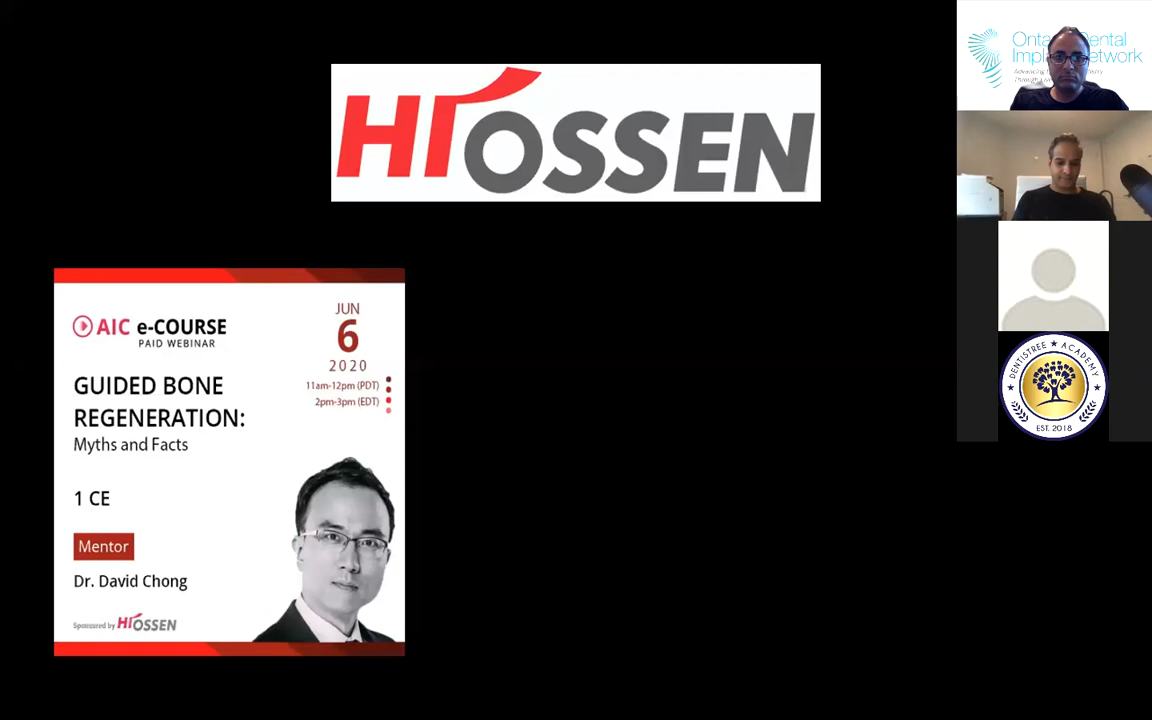 HIOSSEN
AIC e-COURSE
PAID WEBINAR
JUN
6
2020
11am-12pm (PDT)
2pm-3pm (EDT)
GUIDED BONE
REGENERATION:
Myths and Facts
1 CE
Mentor
Dr. David Chong
Sponsored by HIOSSEN
DENTISTREE ★ ACADEMY
EST. 2018